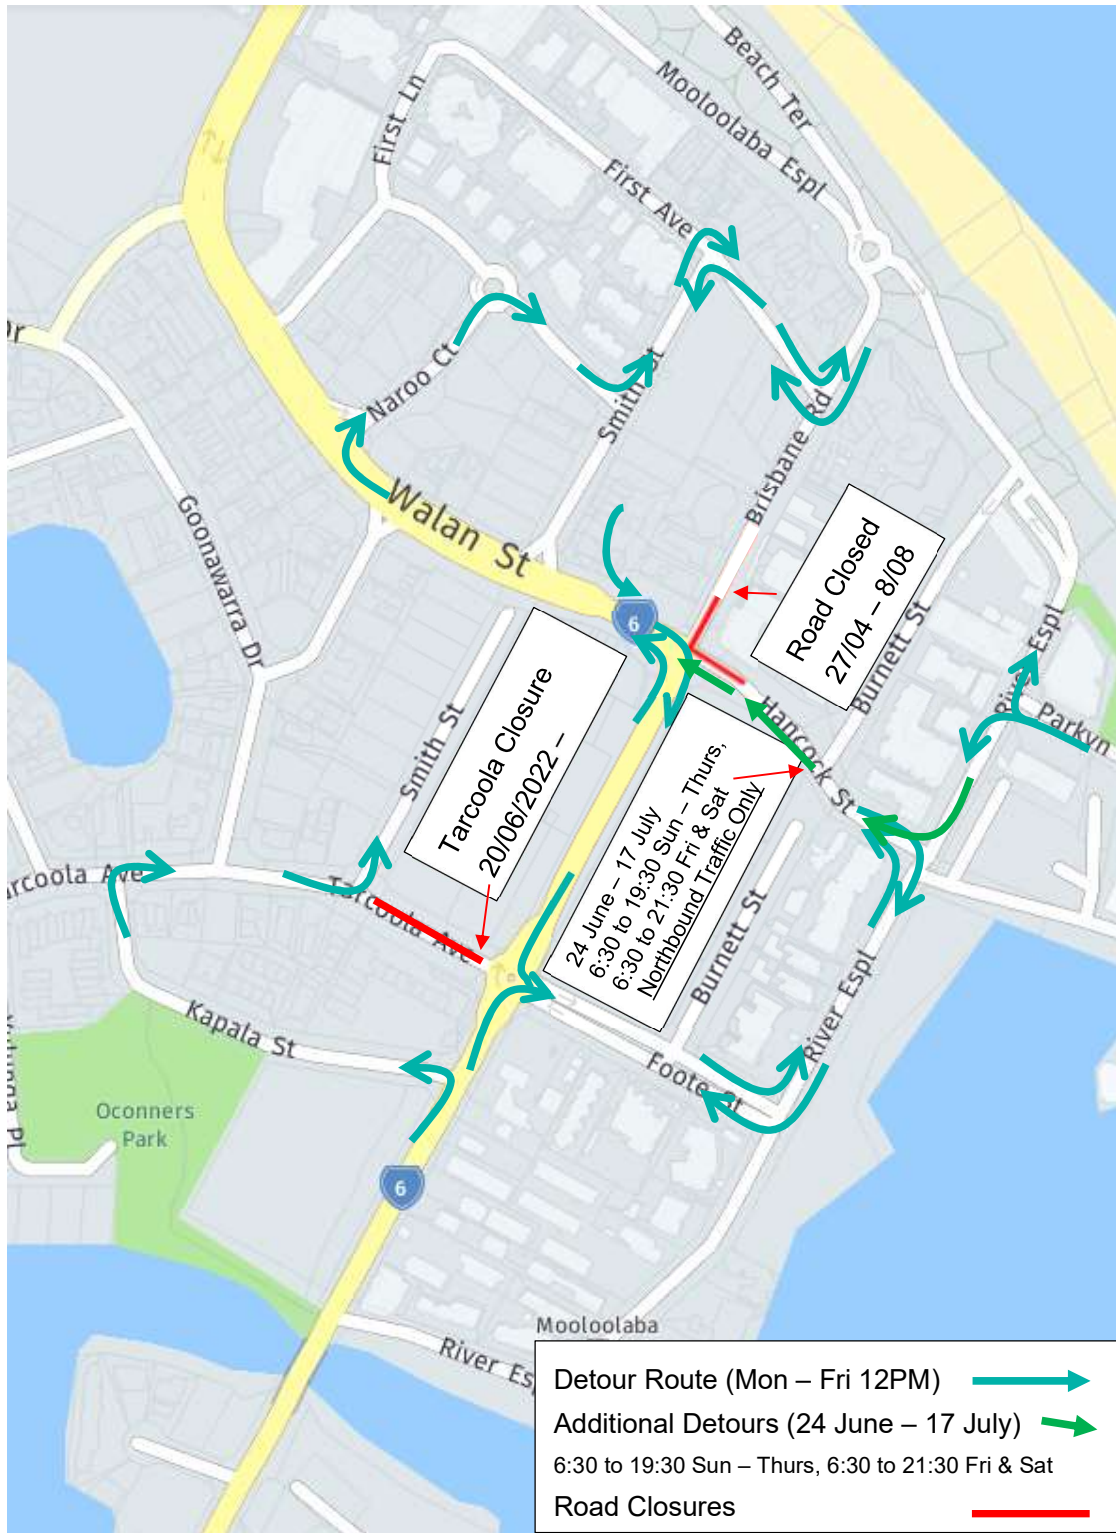 Beach Ter
Mooloolaba Espl
First Ln
First Ave
Naroo Ct
Smith St
Brisbane Rd
Walan St
Goonawarra Dr
6
Road Closed
27/04 – 8/08
Burnett St
River Espl
Parkyn
Hancock St
Tarcoola Closure
20/06/2022 –
Smith St
24 June – 17 July
6:30 to 19:30 Sun – Thurs,
6:30 to 21:30 Fri & Sat
Northbound Traffic Only
arcoola Ave
Tarcoola Ave
Burnett St
River Espl
Kapala St
Foote St
Oconners
Park
6
Mooloolaba
River Esp
Detour Route (Mon – Fri 12PM)
Additional Detours (24 June – 17 July)
6:30 to 19:30 Sun – Thurs, 6:30 to 21:30 Fri & Sat
Road Closures